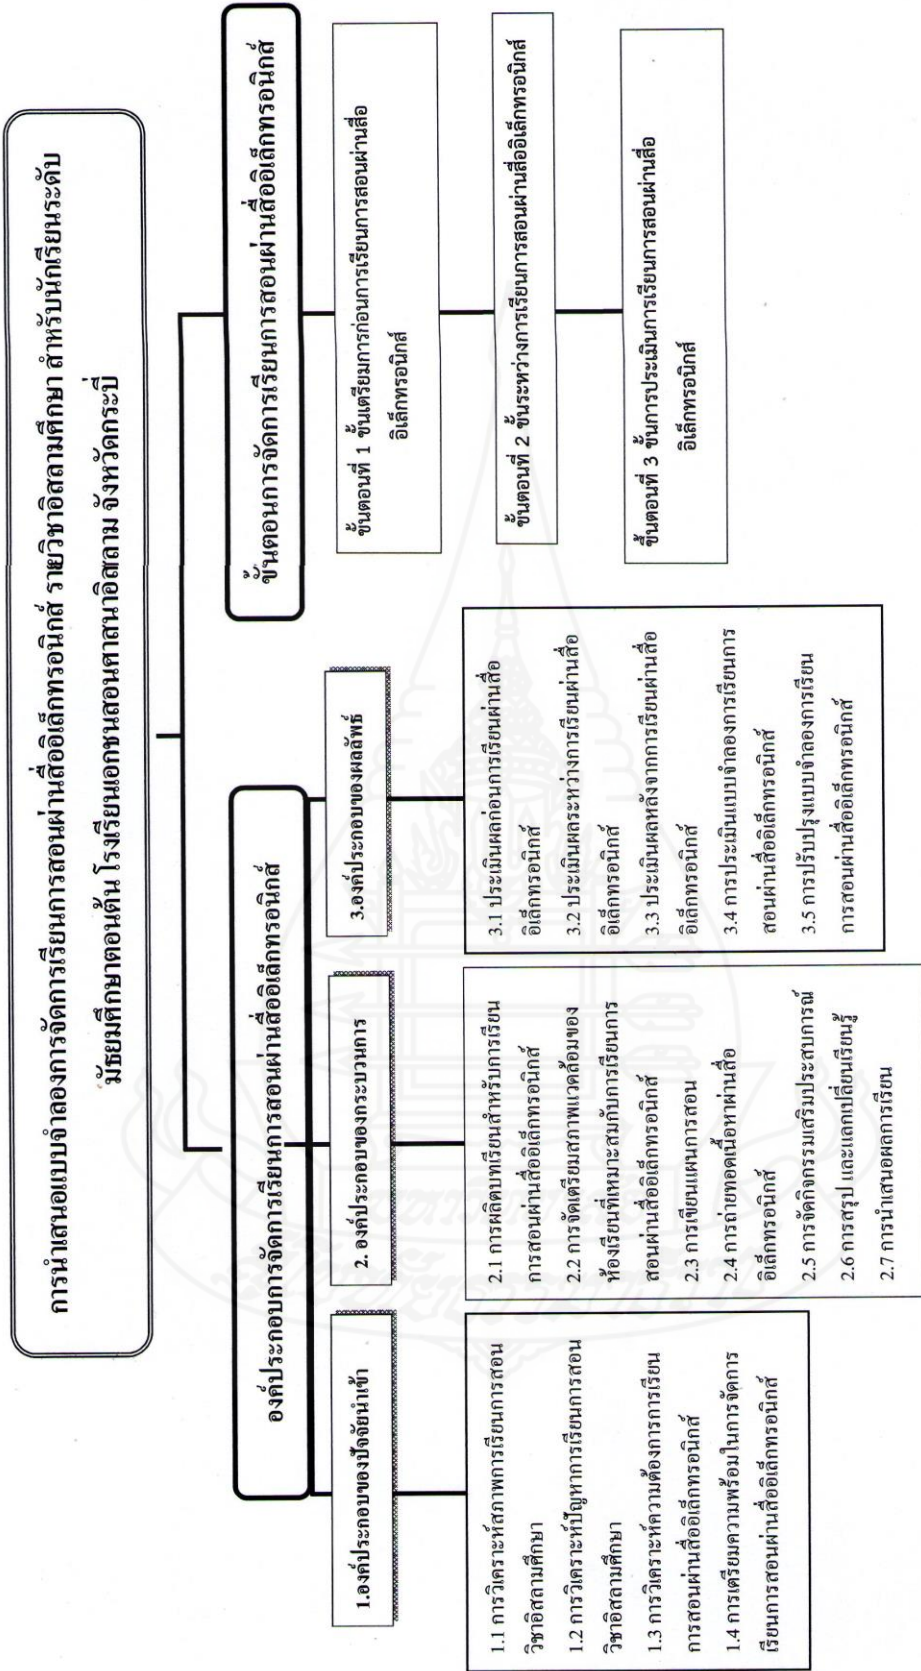 การนำเสนอแบบจำลองการจัดการเรียนการสอนผ่านสื่ออิเล็กทรอนิกส์ รายวิชาอิสลามศึกษา สำหรับนักเรียนระดับ
มัธยมศึกษาตอนต้น โรงเรียนเอกชนสอนศาสนาอิสลาม จังหวัดกระบี่
องค์ประกอบการจัดการเรียนการสอนผ่านสื่ออิเล็กทรอนิกส์
1.องค์ประกอบของปัจจัยนำเข้า
1.1 การวิเคราะห์สภาพการเรียนการสอน
วิชาอิสลามศึกษา
1.2 การวิเคราะห์ปัญหาการเรียนการสอน
วิชาอิสลามศึกษา
1.3 การวิเคราะห์ความต้องการการเรียน
การสอนผ่านสื่ออิเล็กทรอนิกส์
1.4 การเตรียมความพร้อมในการจัดการ
เรียนการสอนผ่านสื่ออิเล็กทรอนิกส์
2. องค์ประกอบของกระบวนการ
2.1 การผลิตบทเรียนสำหรับการเรียน
การสอนผ่านสื่ออิเล็กทรอนิกส์
2.2 การจัดเตรียมสภาพแวดล้อมของ
ห้องเรียนที่เหมาะสมกับการเรียนการ
สอนผ่านสื่ออิเล็กทรอนิกส์
2.3 การเขียนแผนการสอน
2.4 การถ่ายทอดเนื้อหาผ่านสื่อ
อิเล็กทรอนิกส์
2.5 การจัดกิจกรรมเสริมประสบการณ์
2.6 การสรุป และแลกเปลี่ยนเรียนรู้
2.7 การนำเสนอผลการเรียน
3.องค์ประกอบของผลลัพธ์
3.1 ประเมินผลก่อนการเรียนผ่านสื่อ
อิเล็กทรอนิกส์
3.2 ประเมินผลระหว่างการเรียนผ่านสื่อ
อิเล็กทรอนิกส์
3.3 ประเมินผลหลังจากการเรียนผ่านสื่อ
อิเล็กทรอนิกส์
3.4 การประเมินแบบจำลองการเรียนการ
สอนผ่านสื่ออิเล็กทรอนิกส์
3.5 การปรับปรุงแบบจำลองการเรียน
การสอนผ่านสื่ออิเล็กทรอนิกส์
ขั้นตอนการจัดการเรียนการสอนผ่านสื่ออิเล็กทรอนิกส์
ขั้นตอนที่ 1 ขั้นเตรียมการก่อนการเรียนการสอนผ่านสื่อ
อิเล็กทรอนิกส์
ขั้นตอนที่ 2 ขั้นระหว่างการเรียนการสอนผ่านสื่ออิเล็กทรอนิกส์
ขั้นตอนที่ 3 ขั้นการประเมินการเรียนการสอนผ่านสื่อ
อิเล็กทรอนิกส์